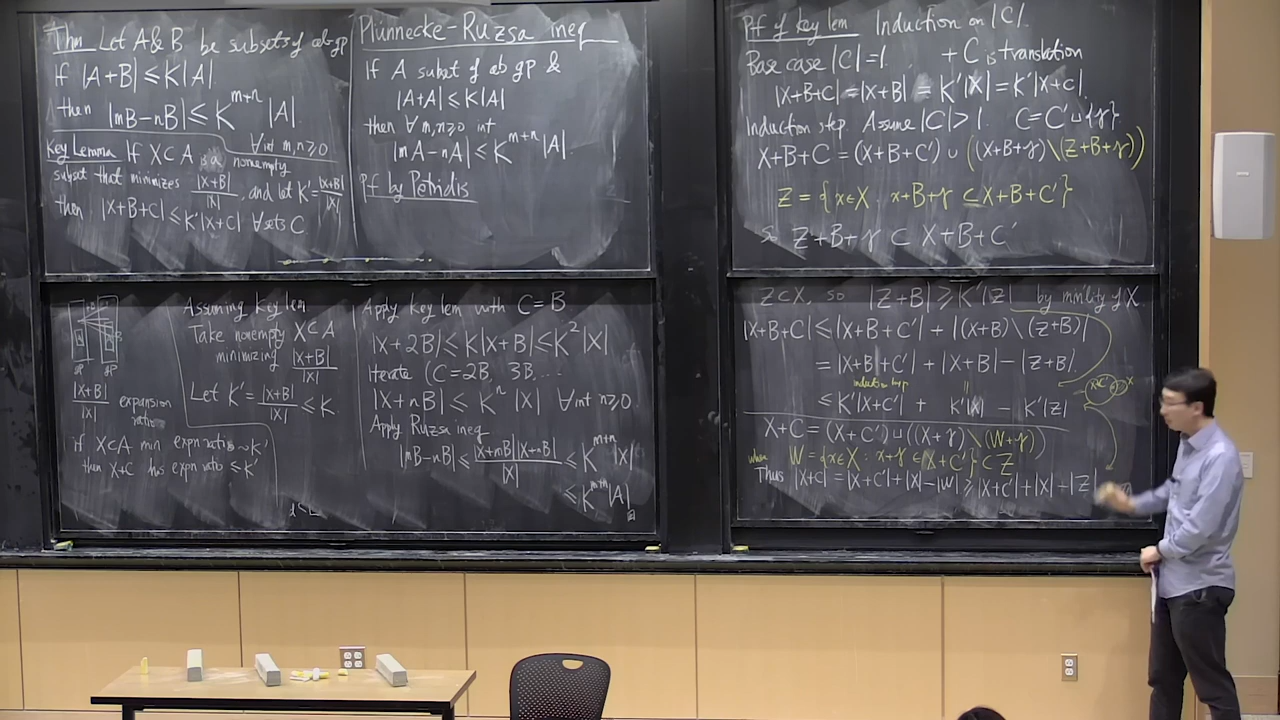 Thm Let A & B be subsets of ab gp
If |A+B| ≤ K|A|
then |mB-nB| ≤ K^{m+n} |A|.
∀ int m, n ≥ 0
Key Lemma If X⊂A is a nonempty
subset that minimizes |X+B|/|X|, and let K' = |X+B|/|X|
then |X+B+C| ≤ K'|X+C| ∀ sets C
Plünnecke-Ruzsa ineq
If A subset of ab gp &
|A+A| ≤ K|A|
then ∀ m,n≥0 int
|mA-nA| ≤ K^{m+n} |A|.
Pf by Petridis
|X+B|/|X| expansion ratio
if X⊂A min expn ratio ~K'
then X+C has expn ratio ≤ K'
Assuming key lem
Take nonempty X⊂A
minimizing |X+B|/|X|
Let K' = |X+B|/|X| ≤ K.
Apply key lem with C=B
|X+2B| ≤ K|X+B| ≤ K²|X|
Iterate (C=2B, 3B, ...
|X+nB| ≤ K^n |X| ∀ int n≥0.
Apply Ruzsa ineq
|mB-nB| ≤ |X+mB||X+nB|/|X| ≤ K^{m+n}|X|
≤ K^{m+n}|A|
Pf of key lem Induction on |C|.
Base case |C|=1 +C is translation
|X+B+C| = |X+B| = K'|X| = K'|X+C|.
Induction step. Assume |C|>1. C=C'⊔{γ}.
X+B+C = (X+B+C') ∪ ((X+B+γ)\(Z+B+γ))
Z = {x∈X : x+B+γ ⊂ X+B+C'}
so Z+B+γ ⊂ X+B+C'
Z⊂X, so |Z+B| ≥ K'|Z| by min'lity of X.
|X+B+C| ≤ |X+B+C'| + |(X+B)\(Z+B)|
= |X+B+C'| + |X+B| - |Z+B|.
induction hyp
≤ K'|X+C'| + K'|X| - K'|Z|
X+C = (X+C') ⊔ ((X+γ)\(W+γ))
where W = {x∈X : x+γ ∈ X+C'} ⊂ Z
Thus |X+C| = |X+C'|+|X|-|W| ≥ |X+C'|+|X|-|Z|